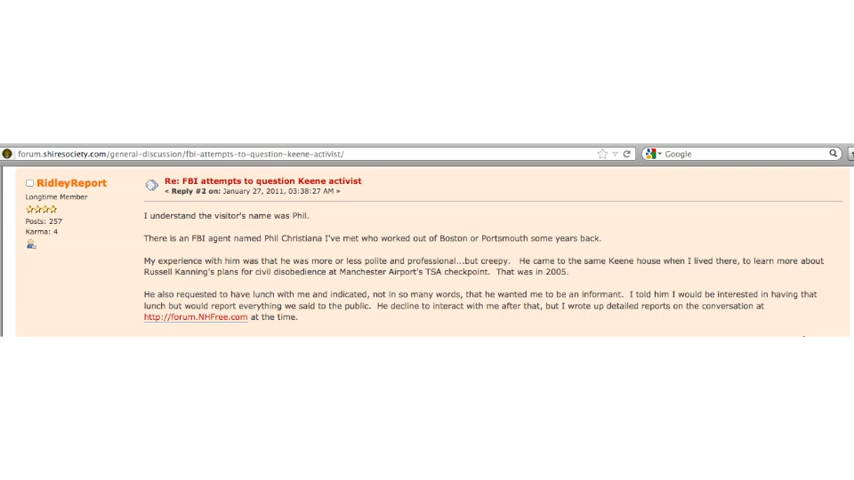 forum.shiresociety.com/general-discussion/fbi-attempts-to-question-keene-activist/
Google
RidleyReport
Longtime Member
Posts: 257
Karma: 4
Re: FBI attempts to question Keene activist
« Reply #2 on: January 27, 2011, 03:38:27 AM »
I understand the visitor's name was Phil.
There is an FBI agent named Phil Christiana I've met who worked out of Boston or Portsmouth some years back.
My experience with him was that he was more or less polite and professional...but creepy.  He came to the same Keene house when I lived there, to learn more about
Russell Kanning's plans for civil disobedience at Manchester Airport's TSA checkpoint.  That was in 2005.
He also requested to have lunch with me and indicated, not in so many words, that he wanted me to be an informant.  I told him I would be interested in having that
lunch but would report everything we said to the public.  He decline to interact with me after that, but I wrote up detailed reports on the conversation at
http://forum.NHFree.com at the time.